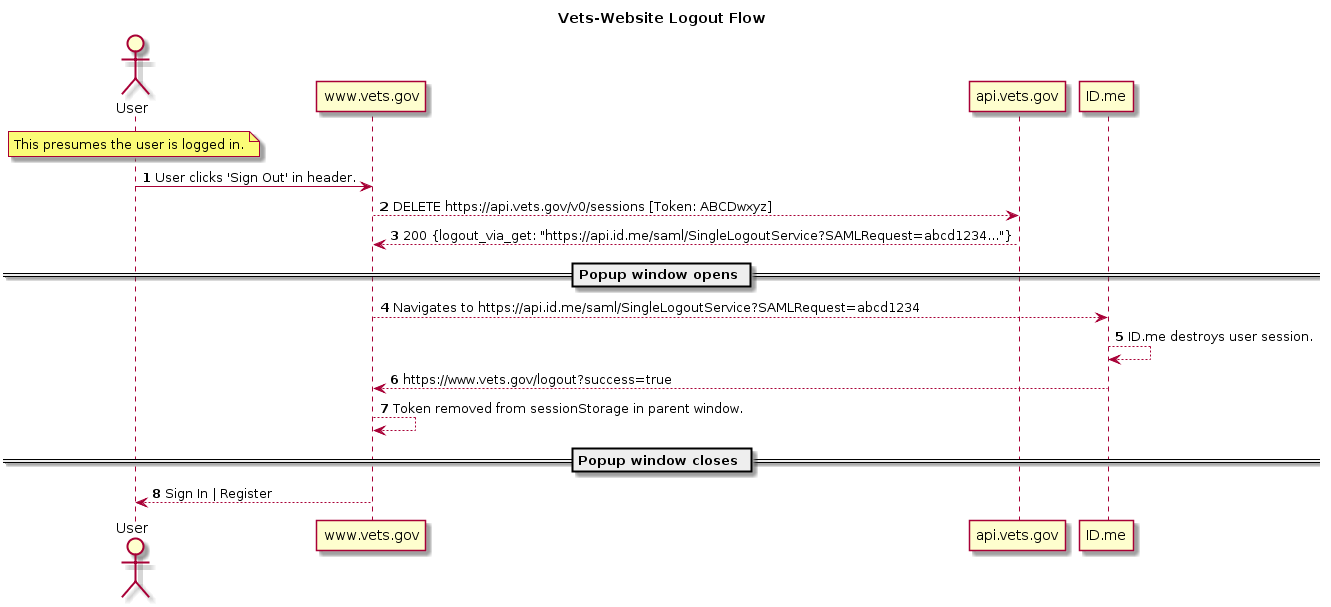 Vets-Website Logout Flow
User
www.vets.gov
api.vets.gov
ID.me
This presumes the user is logged in.
1 User clicks 'Sign Out' in header.
2 DELETE https://api.vets.gov/v0/sessions [Token: ABCDwxyz]
3 200 {logout_via_get: "https://api.id.me/saml/SingleLogoutService?SAMLRequest=abcd1234..."}
Popup window opens
4 Navigates to https://api.id.me/saml/SingleLogoutService?SAMLRequest=abcd1234
5 ID.me destroys user session.
6 https://www.vets.gov/logout?success=true
7 Token removed from sessionStorage in parent window.
Popup window closes
8 Sign In | Register
User
www.vets.gov
api.vets.gov
ID.me